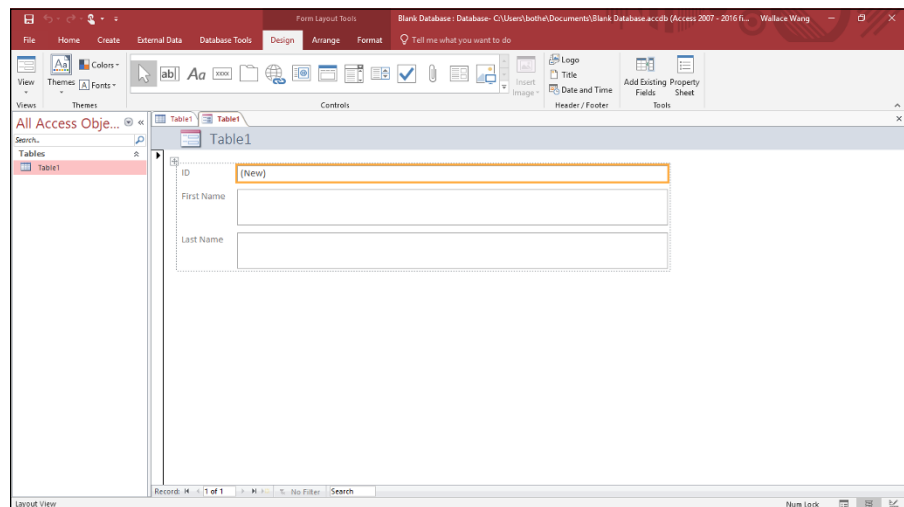 Form Layout Tools
Blank Database : Database- C:\Users\bothe\Documents\Blank Database.accdb (Access 2007 - 2016 fi... Wallace Wang
File Home Create External Data Database Tools Design Arrange Format Tell me what you want to do
View
Themes
Aa
Colors
A Fonts
ab|
Aa
xxxx
Insert Image
Logo
Title
Date and Time
Add Existing Fields
Property Sheet
Views Themes Controls Header / Footer Tools
All Access Obje...
Search...
Tables
Table1
Table1 Table1
Table1
ID (New)
First Name
Last Name
Record: 1 of 1 No Filter Search
Layout View Num Lock